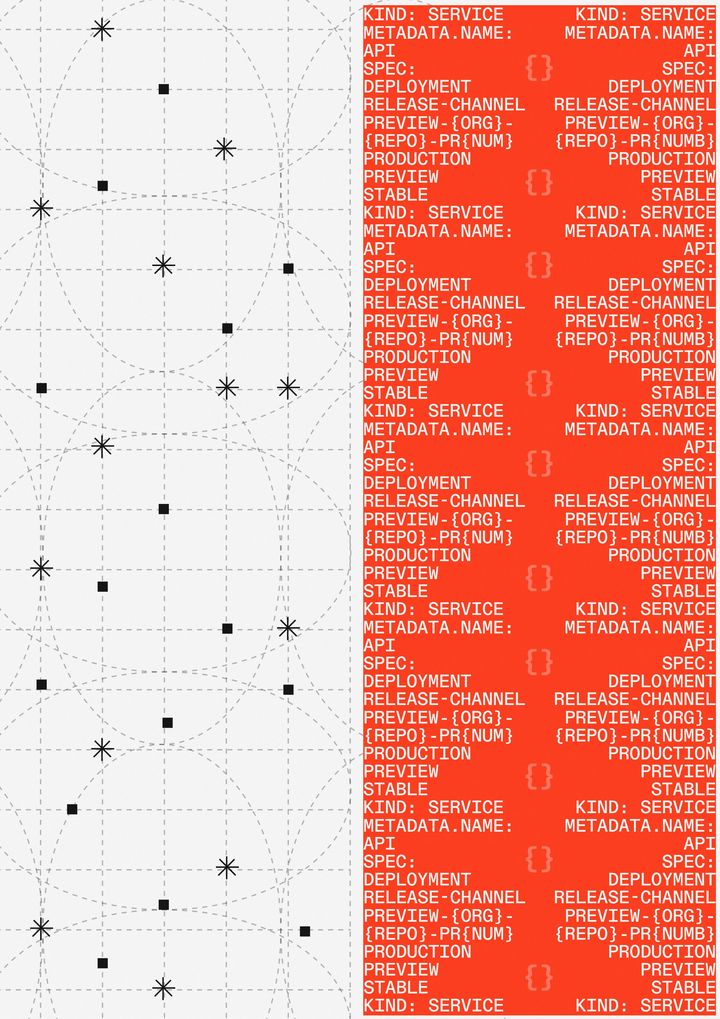 KIND: SERVICE KIND: SERVICE
METADATA.NAME: METADATA.NAME:
API API
SPEC: {} SPEC:
DEPLOYMENT DEPLOYMENT
RELEASE-CHANNEL RELEASE-CHANNEL
PREVIEW-{ORG}- PREVIEW-{ORG}-
{REPO}-PR{NUM} {REPO}-PR{NUMB}
PRODUCTION PRODUCTION
PREVIEW {} PREVIEW
STABLE STABLE
KIND: SERVICE KIND: SERVICE
METADATA.NAME: METADATA.NAME:
API API
SPEC: {} SPEC:
DEPLOYMENT DEPLOYMENT
RELEASE-CHANNEL RELEASE-CHANNEL
PREVIEW-{ORG}- PREVIEW-{ORG}-
{REPO}-PR{NUM} {REPO}-PR{NUMB}
PRODUCTION PRODUCTION
PREVIEW {} PREVIEW
STABLE STABLE
KIND: SERVICE KIND: SERVICE
METADATA.NAME: METADATA.NAME:
API API
SPEC: {} SPEC:
DEPLOYMENT DEPLOYMENT
RELEASE-CHANNEL RELEASE-CHANNEL
PREVIEW-{ORG}- PREVIEW-{ORG}-
{REPO}-PR{NUM} {REPO}-PR{NUMB}
PRODUCTION PRODUCTION
PREVIEW {} PREVIEW
STABLE STABLE
KIND: SERVICE KIND: SERVICE
METADATA.NAME: METADATA.NAME:
API API
SPEC: {} SPEC:
DEPLOYMENT DEPLOYMENT
RELEASE-CHANNEL RELEASE-CHANNEL
PREVIEW-{ORG}- PREVIEW-{ORG}-
{REPO}-PR{NUM} {REPO}-PR{NUMB}
PRODUCTION PRODUCTION
PREVIEW {} PREVIEW
STABLE STABLE
KIND: SERVICE KIND: SERVICE
METADATA.NAME: METADATA.NAME:
API API
SPEC: {} SPEC:
DEPLOYMENT DEPLOYMENT
RELEASE-CHANNEL RELEASE-CHANNEL
PREVIEW-{ORG}- PREVIEW-{ORG}-
{REPO}-PR{NUM} {REPO}-PR{NUMB}
PRODUCTION PRODUCTION
PREVIEW {} PREVIEW
STABLE STABLE
KIND: SERVICE KIND: SERVICE